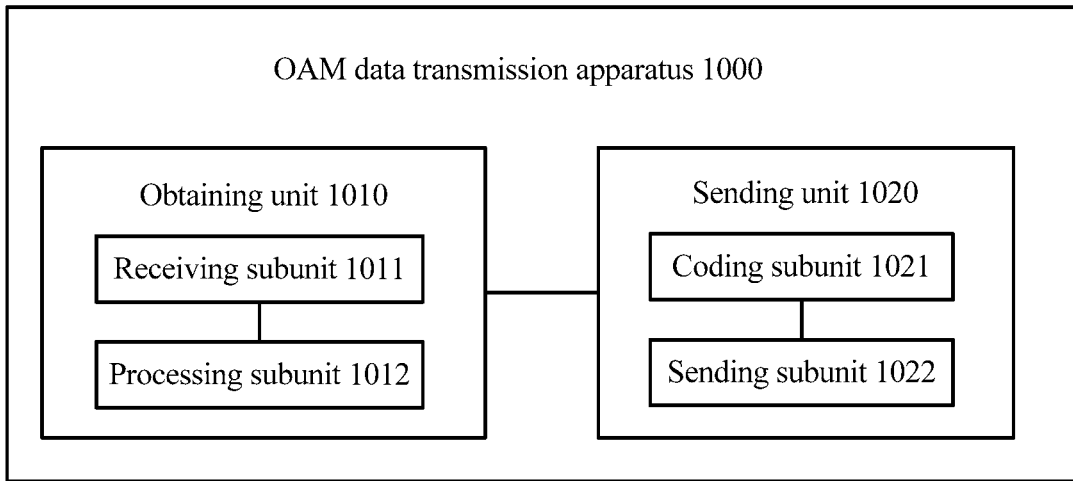 OAM data transmission apparatus 1000
Obtaining unit 1010
Receiving subunit 1011
Processing subunit 1012
Sending unit 1020
Coding subunit 1021
Sending subunit 1022